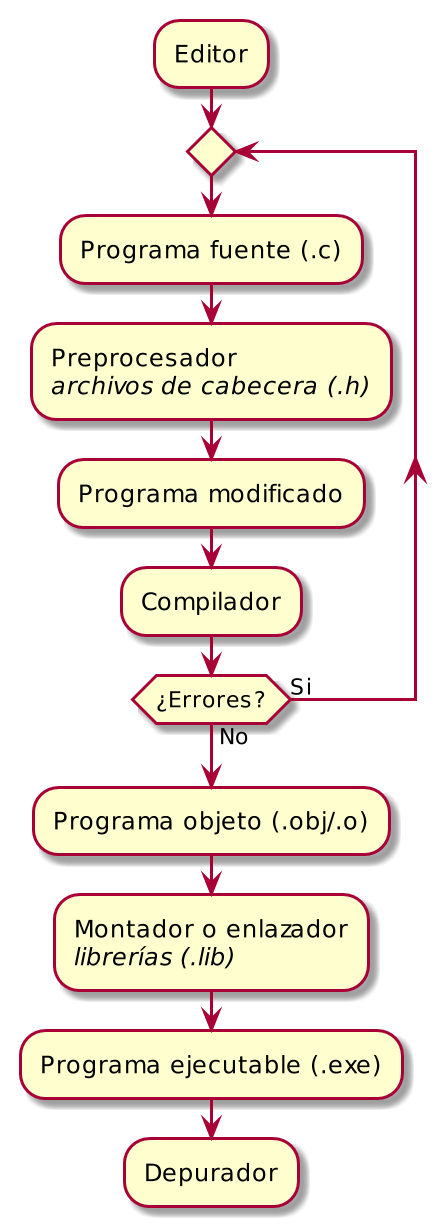 Editor
Programa fuente (.c)
Preprocesador
archivos de cabecera (.h)
Programa modificado
Compilador
¿Errores?
Si
No
Programa objeto (.obj/.o)
Montador o enlazador
librerías (.lib)
Programa ejecutable (.exe)
Depurador